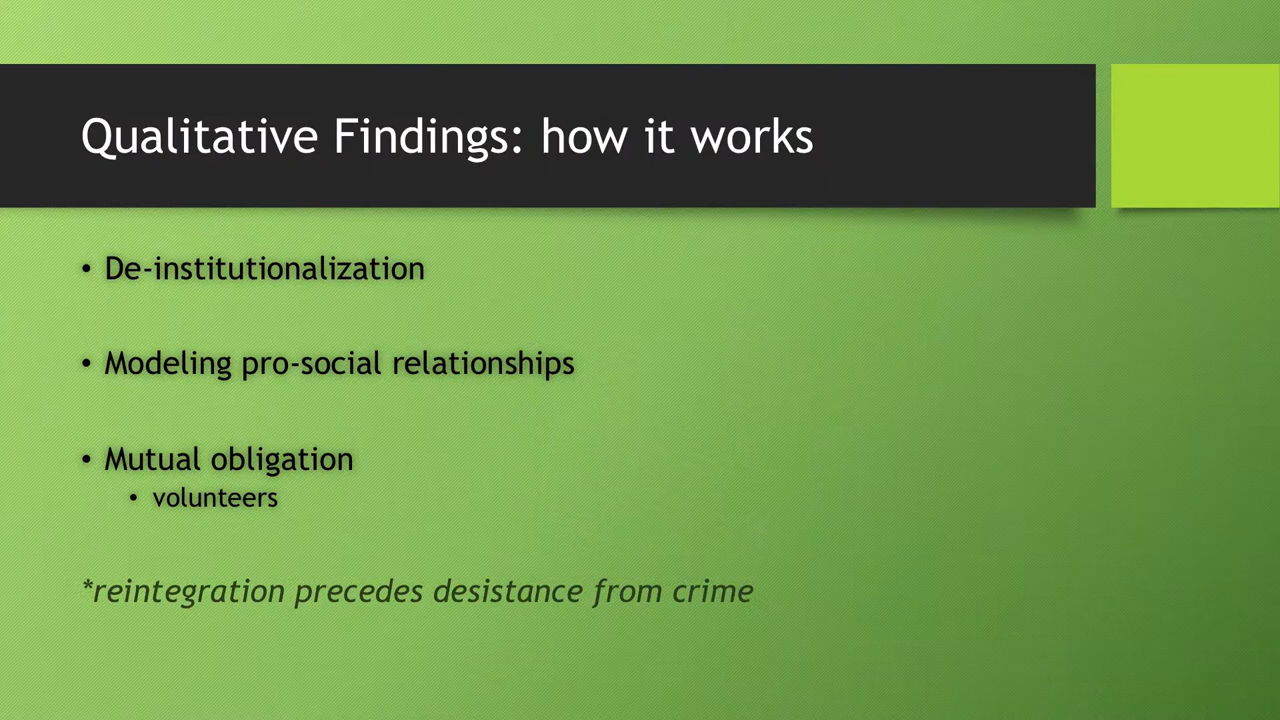 Qualitative Findings: how it works
• De-institutionalization
• Modeling pro-social relationships
• Mutual obligation
• volunteers
*reintegration precedes desistance from crime